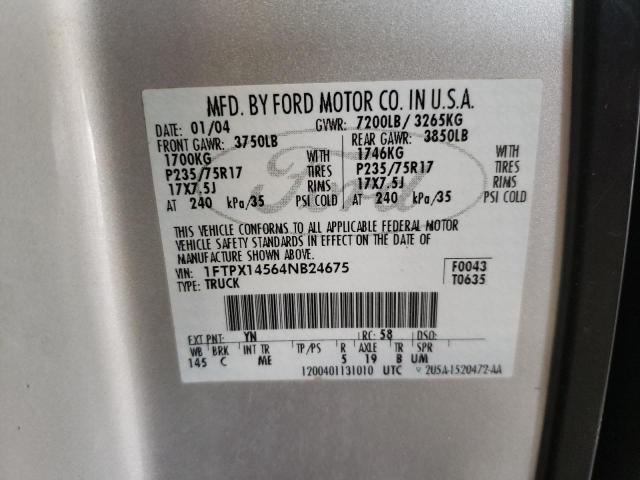 MFD. BY FORD MOTOR CO. IN U.S.A.
DATE: 01/04 GVWR: 7200LB/ 3265KG
FRONT GAWR: 3750LB REAR GAWR: 3850LB
1700KG WITH 1746KG WITH
P235/75R17 TIRES P235/75R17 TIRES
17X7.5J RIMS 17X7.5J RIMS
AT 240 kPa/35 PSI COLD AT 240 kPa/35 PSI COLD
Ford
THIS VEHICLE CONFORMS TO ALL APPLICABLE FEDERAL MOTOR
VEHICLE SAFETY STANDARDS IN EFFECT ON THE DATE OF
MANUFACTURE SHOWN ABOVE.
VIN: 1FTPX14564NB24675 F0043
TYPE: TRUCK T0635
EXT PNT: YN RC: 58 DSO:
WB BRK INT TR TP/PS R AXLE TR SPR
145 C ME 5 19 B UM
1200401131010 UTC 2U5A-1520472-AA